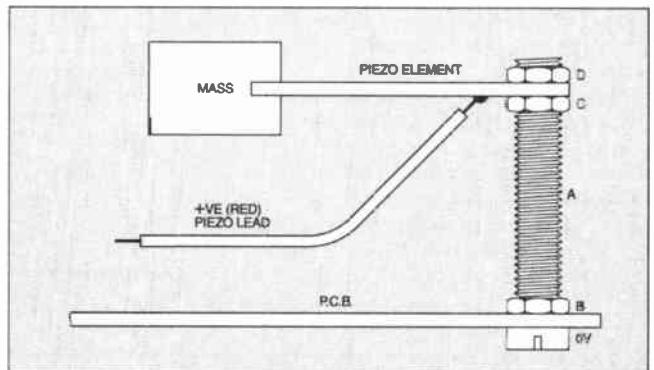 PIEZO ELEMENT
D
MASS
C
A
+VE (RED)
PIEZO LEAD
P.C.B.
B
0V